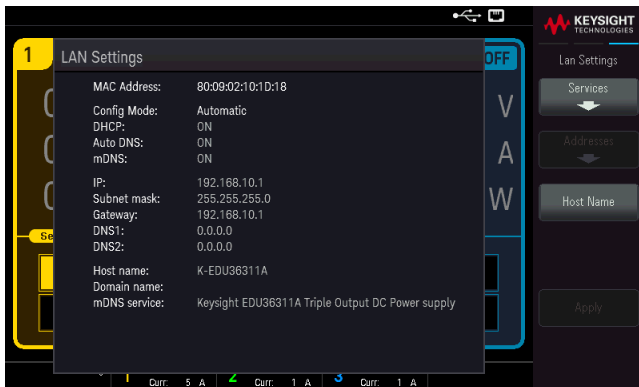 KEYSIGHT
TECHNOLOGIES
1
LAN Settings
OFF
Lan Settings
MAC Address: 80:09:02:10:1D:18
Services
Config Mode: Automatic
DHCP: ON
Auto DNS: ON
mDNS: ON
V
A
W
Addresses
IP: 192.168.10.1
Subnet mask: 255.255.255.0
Gateway: 192.168.10.1
DNS1: 0.0.0.0
DNS2: 0.0.0.0
Host Name
Se
Host name: K-EDU36311A
Domain name:
mDNS service: Keysight EDU36311A Triple Output DC Power supply
Apply
1 Curr: 5 A 2 Curr: 1 A 3 Curr: 1 A